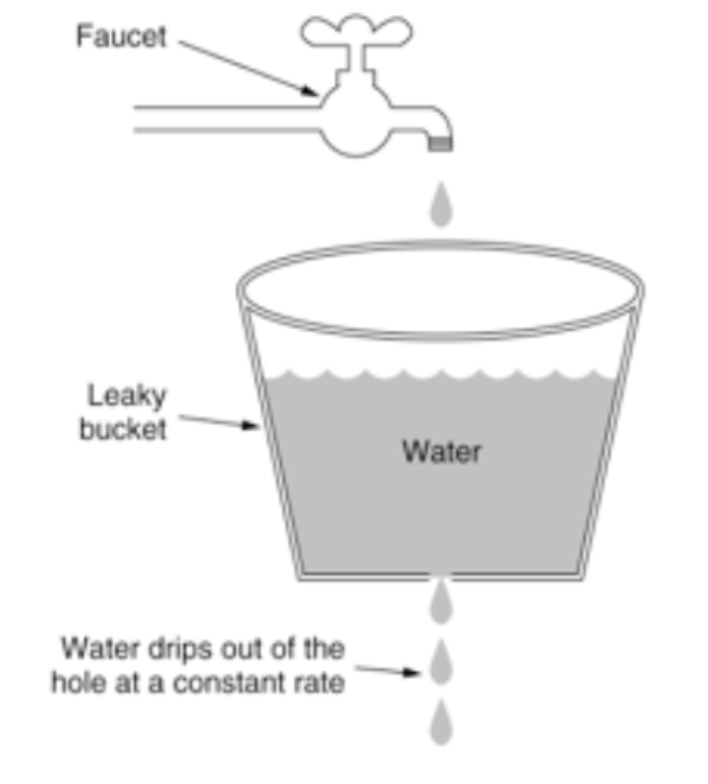 Faucet
Leaky
bucket
Water
Water drips out of the
hole at a constant rate